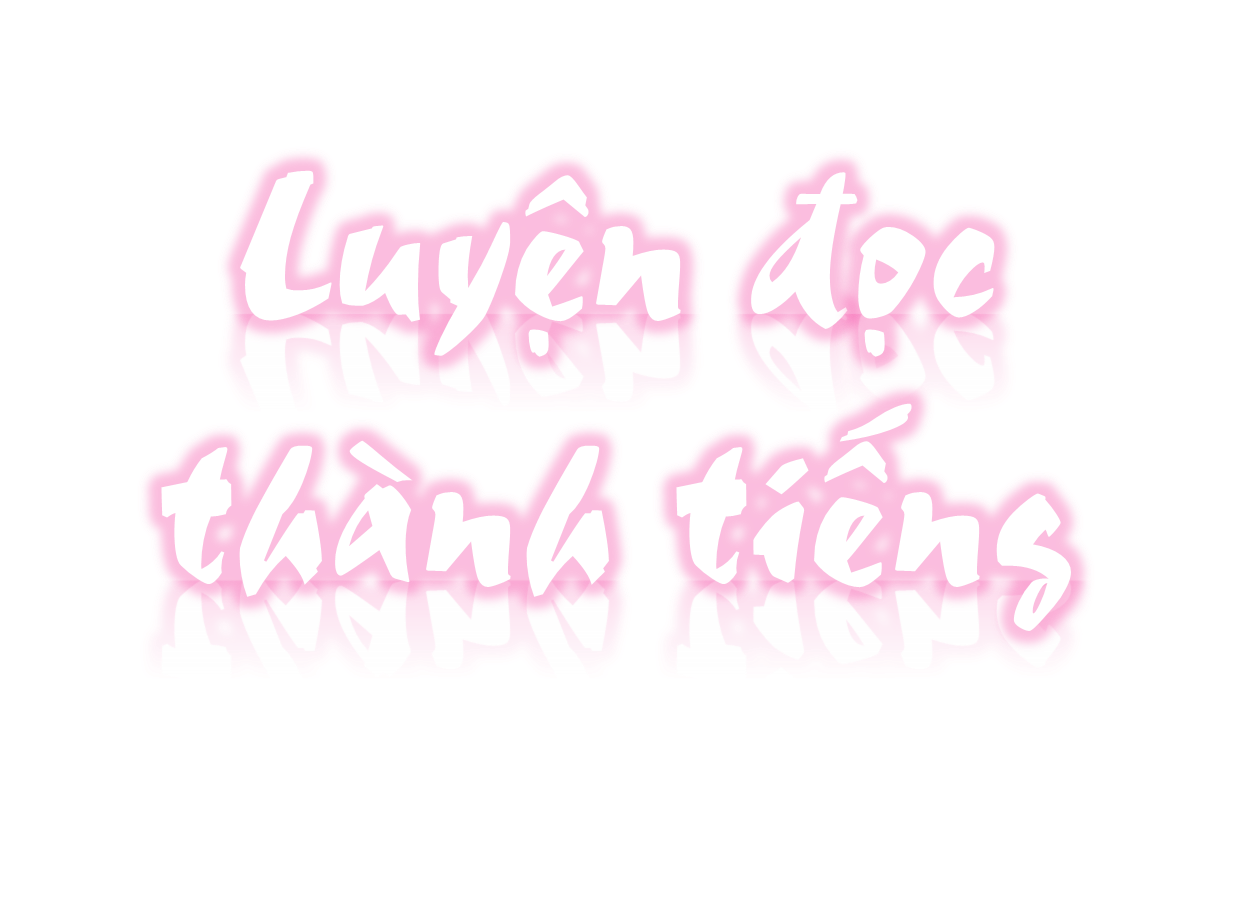 Luyện đọc
thành tiếng